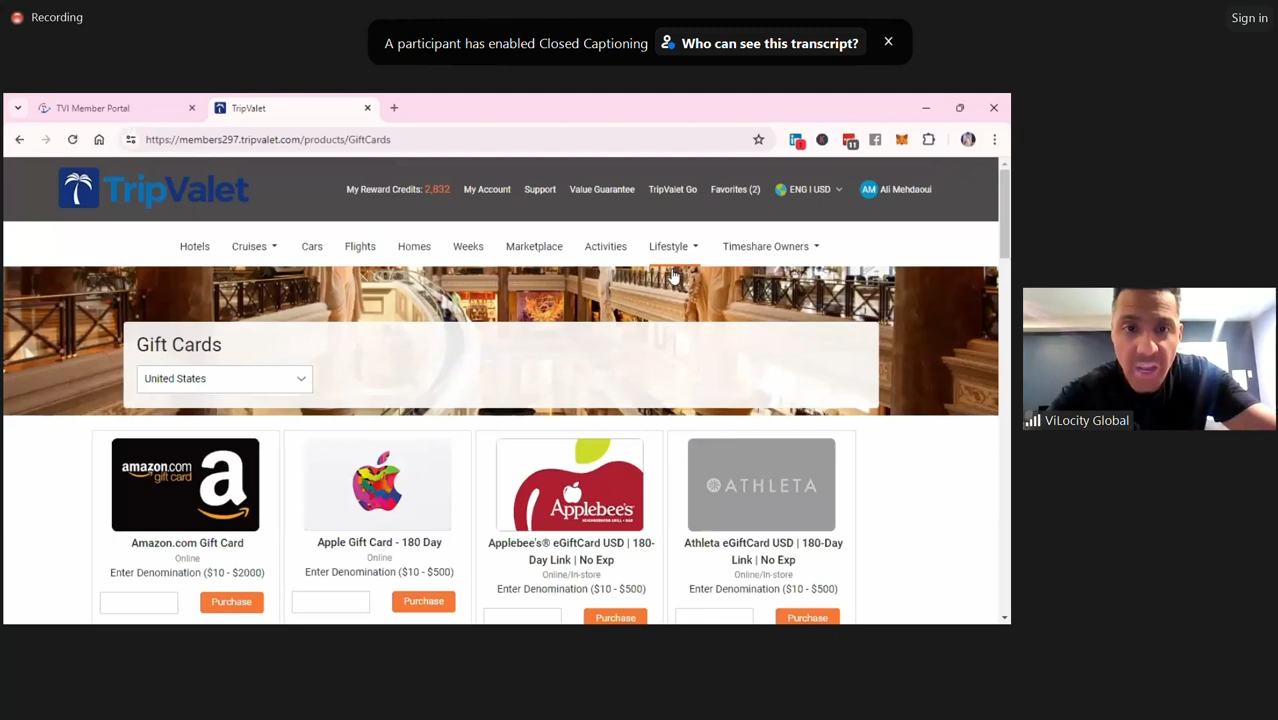 Recording
Sign in
A participant has enabled Closed Captioning Who can see this transcript?
TVI Member Portal
TripValet
https://members297.tripvalet.com/products/GiftCards
1
11
TripValet
My Reward Credits: 2,832 My Account Support Value Guarantee TripValet Go Favorites (2) ENG | USD AM Ali Mehdaoui
Hotels Cruises Cars Flights Homes Weeks Marketplace Activities Lifestyle Timeshare Owners
Gift Cards
United States
amazon.com
gift card
a
Amazon.com Gift Card
Online
Enter Denomination ($10 - $2000)
Purchase
Apple Gift Card - 180 Day
Online
Enter Denomination ($10 - $500)
Purchase
Applebee's
NEIGHBORHOOD GRILL + BAR
Applebee's® eGiftCard USD | 180-
Day Link | No Exp
Online/In-store
Enter Denomination ($10 - $500)
Purchase
ATHLETA
Athleta eGiftCard USD | 180-Day
Link | No Exp
Online/In-store
Enter Denomination ($10 - $500)
Purchase
ViLocity Global